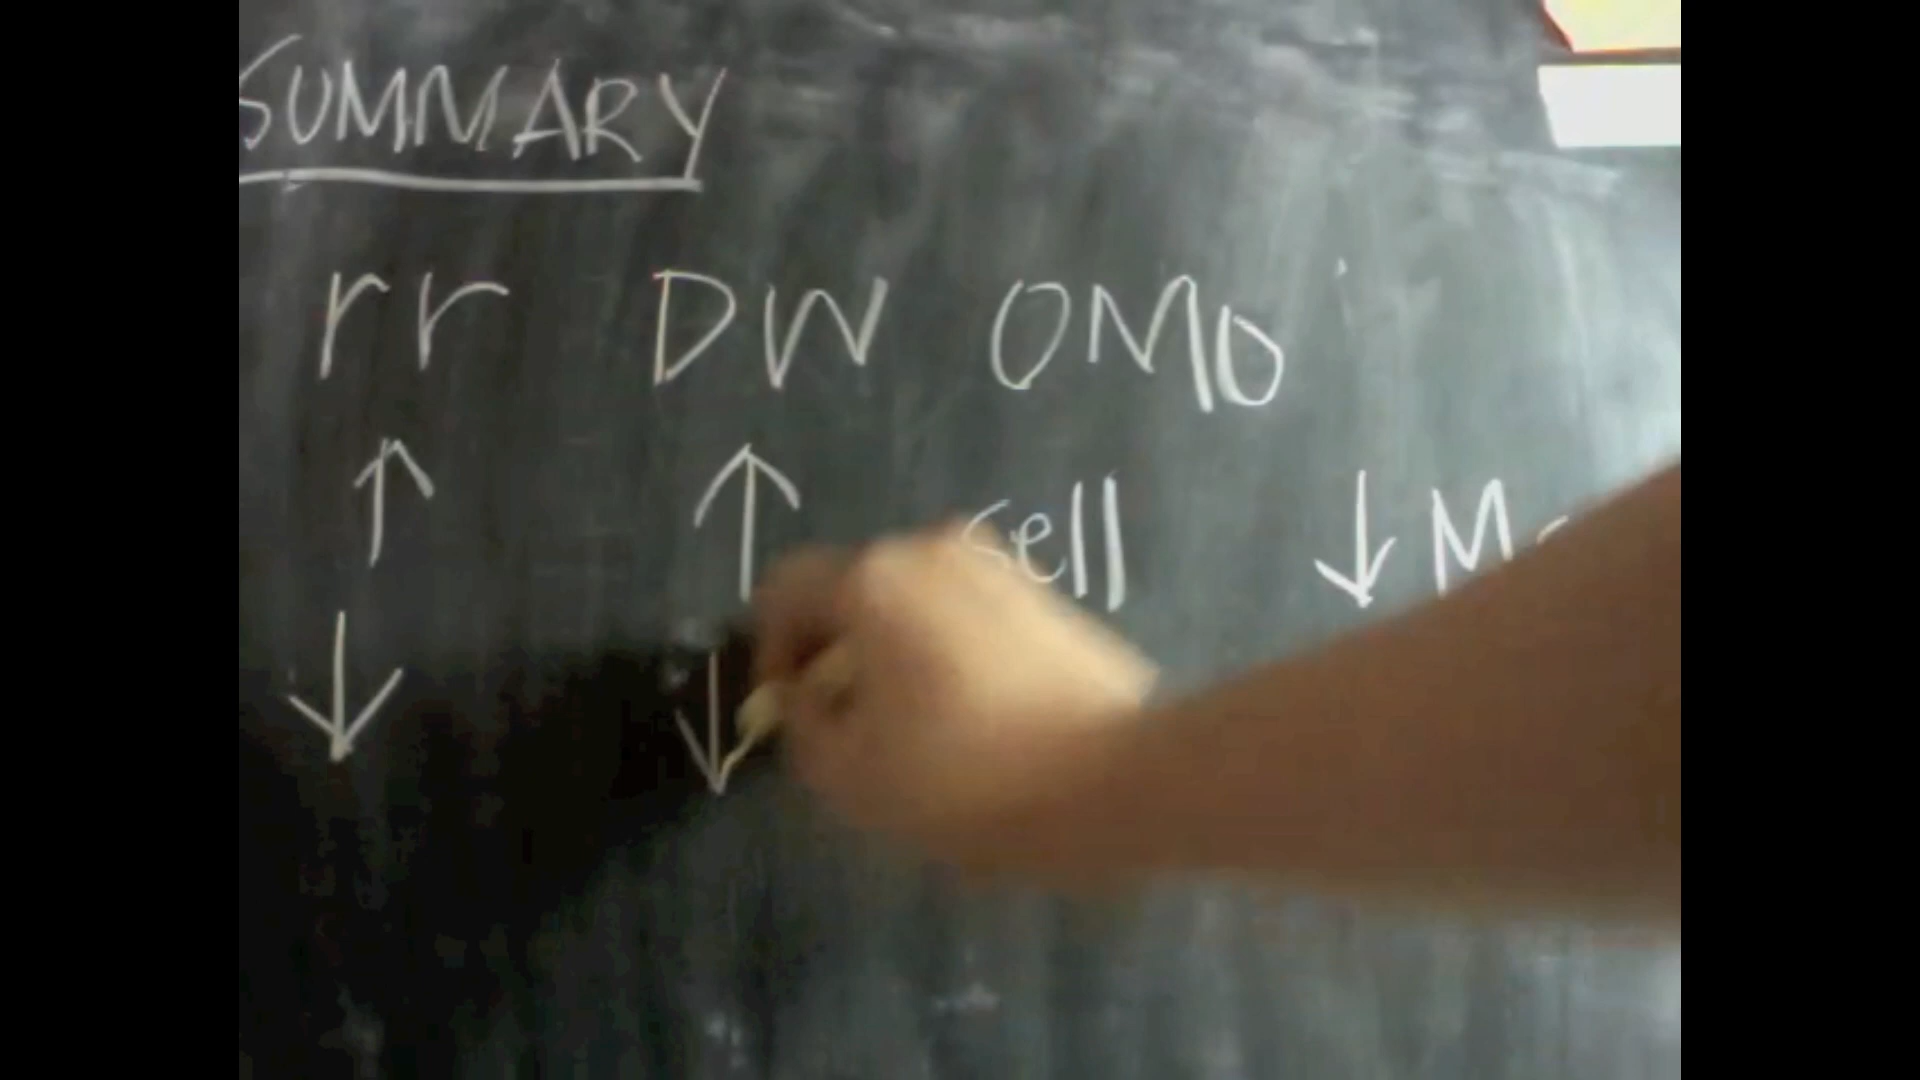 SUMMARY
rr DW OMO
↑ ↑ Sell ↓ M
↓ ↓